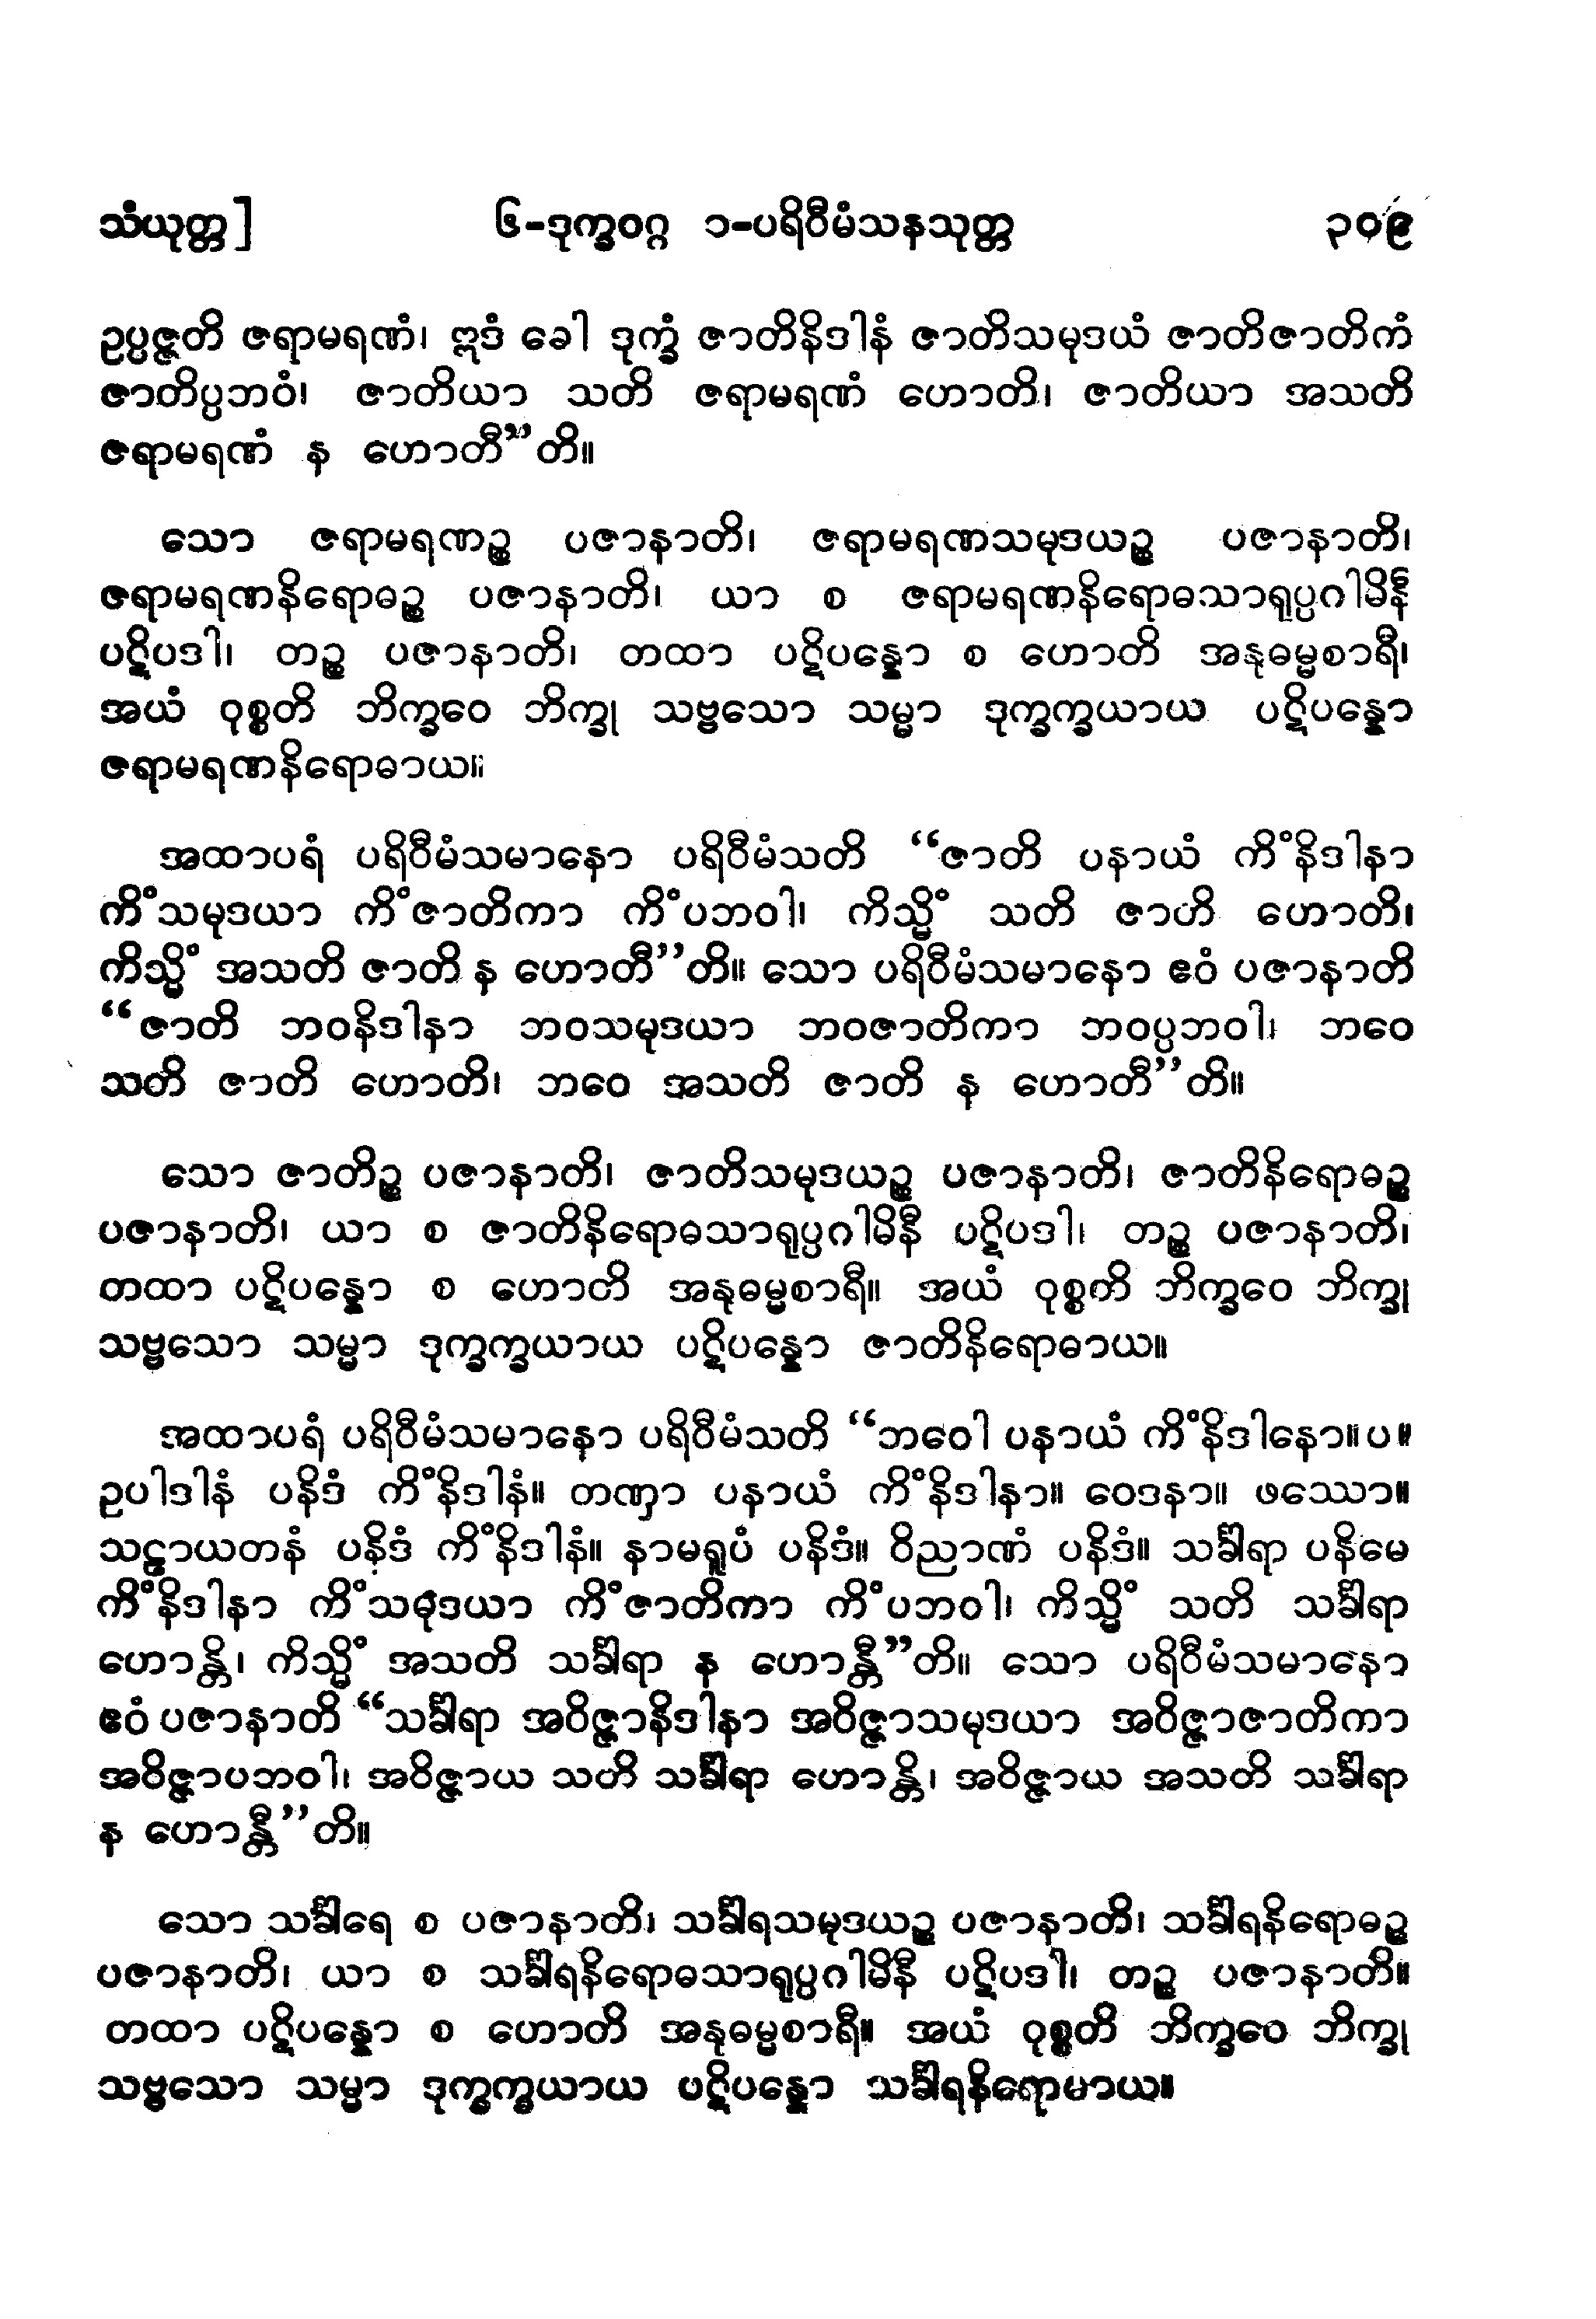 သံယုတ္တ] ၆-ဒုက္ခဝဂ္ဂ ၁-ပရိဝီမံသနသုတ္တ ၃၀၉
ဥပ္ပဇ္ဇတိ ဇရာမရဏံ၊ ဣဒံ ခေါ ဒုက္ခံ ဇာတိနိဒါနံ ဇာတိသမုဒယံ ဇာတိဇာတိကံ
ဇာတိပ္ပဘဝံ၊ ဇာတိယာ သတိ ဇရာမရဏံ ဟောတိ၊ ဇာတိယာ အသတိ
ဇရာမရဏံ န ဟောတီ”တိ။
သော ဇရာမရဏဉ္စ ပဇာနာတိ၊ ဇရာမရဏသမုဒယဉ္စ ပဇာနာတိ၊
ဇရာမရဏနိရောဓဉ္စ ပဇာနာတိ၊ ယာ စ ဇရာမရဏနိရောဓသာရုပ္ပဂါမိနီ
ပဋိပဒါ၊ တဉ္စ ပဇာနာတိ၊ တထာ ပဋိပန္နော စ ဟောတိ အနုဓမ္မစာရီ၊
အယံ ဝုစ္စတိ ဘိက္ခဝေ ဘိက္ခု သဗ္ဗသော သမ္မာ ဒုက္ခက္ခယာယ ပဋိပန္နော
ဇရာမရဏနိရောဓာယ။
အထာပရံ ပရိဝီမံသမာနော ပရိဝီမံသတိ “ဇာတိ ပနာယံ ကိံနိဒါနာ
ကိံသမုဒယာ ကိံဇာတိကာ ကိံပဘဝါ၊ ကိသ္မိံ သတိ ဇာဟိ ဟောတိ၊
ကိသ္မိံ အသတိ ဇာတိ န ဟောတီ”တိ။ သော ပရိဝီမံသမာနော ဧဝံ ပဇာနာတိ
“ဇာတိ ဘဝနိဒါနာ ဘဝသမုဒယာ ဘဝဇာတိကာ ဘဝပ္ပဘဝါ၊ ဘဝေ
သတိ ဇာတိ ဟောတိ၊ ဘဝေ အသတိ ဇာတိ န ဟောတီ”တိ။
သော ဇာတိဉ္စ ပဇာနာတိ၊ ဇာတိသမုဒယဉ္စ ပဇာနာတိ၊ ဇာတိနိရောဓဉ္စ
ပဇာနာတိ၊ ယာ စ ဇာတိနိရောဓသာရုပ္ပဂါမိနီ ပဋိပဒါ၊ တဉ္စ ပဇာနာတိ၊
တထာ ပဋိပန္နော စ ဟောတိ အနုဓမ္မစာရီ။ အယံ ဝုစ္စတိ ဘိက္ခဝေ ဘိက္ခု
သဗ္ဗသော သမ္မာ ဒုက္ခက္ခယာယ ပဋိပန္နော ဇာတိနိရောဓာယ။
အထာပရံ ပရိဝီမံသမာနော ပရိဝီမံသတိ “ဘဝေါ ပနာယံ ကိံနိဒါနော။ပ။
ဥပါဒါနံ ပနိဒံ ကိံနိဒါနံ။ တဏှာ ပနာယံ ကိံနိဒါနာ။ ဝေဒနာ။ ဖဿော။
သဠာယတနံ ပနိဒံ ကိံနိဒါနံ။ နာမရူပံ ပနိဒံ။ ဝိညာဏံ ပနိဒံ။ သင်္ခါရာ ပနိမေ
ကိံနိဒါနာ ကိံသမုဒယာ ကိံဇာတိကာ ကိံပဘဝါ၊ ကိသ္မိံ သတိ သင်္ခါရာ
ဟောန္တိ၊ ကိသ္မိံ အသတိ သင်္ခါရာ န ဟောန္တီ”တိ။ သော ပရိဝီမံသမာနော
ဧဝံ ပဇာနာတိ “သင်္ခါရာ အဝိဇ္ဇာနိဒါနာ အဝိဇ္ဇာသမုဒယာ အဝိဇ္ဇာဇာတိကာ
အဝိဇ္ဇာပဘဝါ၊ အဝိဇ္ဇာယ သတိ သင်္ခါရာ ဟောန္တိ၊ အဝိဇ္ဇာယ အသတိ သင်္ခါရာ
န ဟောန္တီ”တိ။
သော သင်္ခါရေ စ ပဇာနာတိ၊ သင်္ခါရသမုဒယဉ္စ ပဇာနာတိ၊ သင်္ခါရနိရောဓဉ္စ
ပဇာနာတိ၊ ယာ စ သင်္ခါရနိရောဓသာရုပ္ပဂါမိနီ ပဋိပဒါ၊ တဉ္စ ပဇာနာတိ။
တထာ ပဋိပန္နော စ ဟောတိ အနုဓမ္မစာရီ။ အယံ ဝုစ္စတိ ဘိက္ခဝေ ဘိက္ခု
သဗ္ဗသော သမ္မာ ဒုက္ခက္ခယာယ ပဋိပန္နော သင်္ခါရနိရောဓာယ။